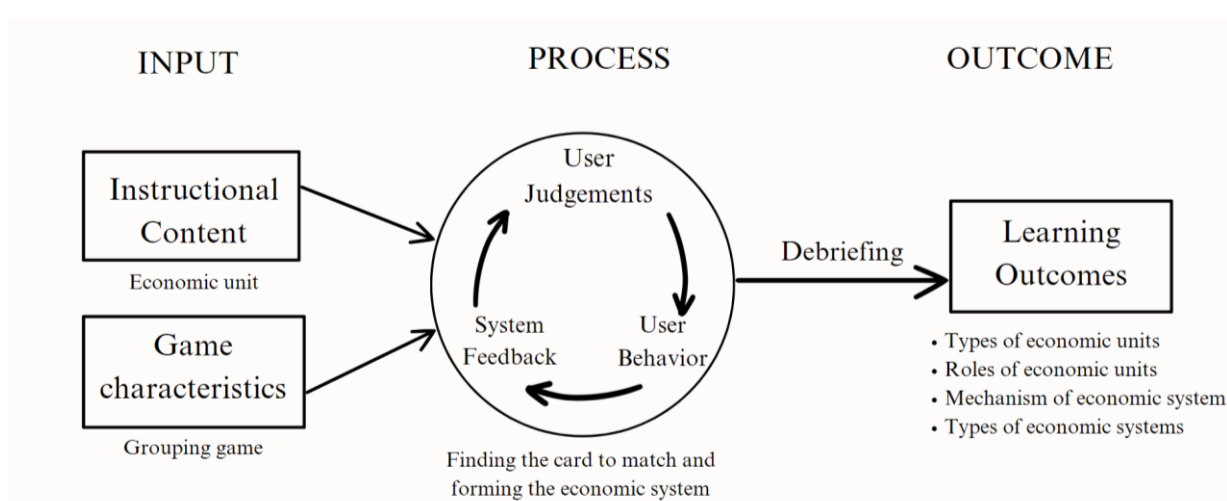 INPUT
PROCESS
OUTCOME
Instructional
Content
Economic unit
Game
characteristics
Grouping game
User
Judgements
System
Feedback
User
Behavior
Finding the card to match and
forming the economic system
Debriefing
Learning
Outcomes
• Types of economic units
• Roles of economic units
• Mechanism of economic system
• Types of economic systems